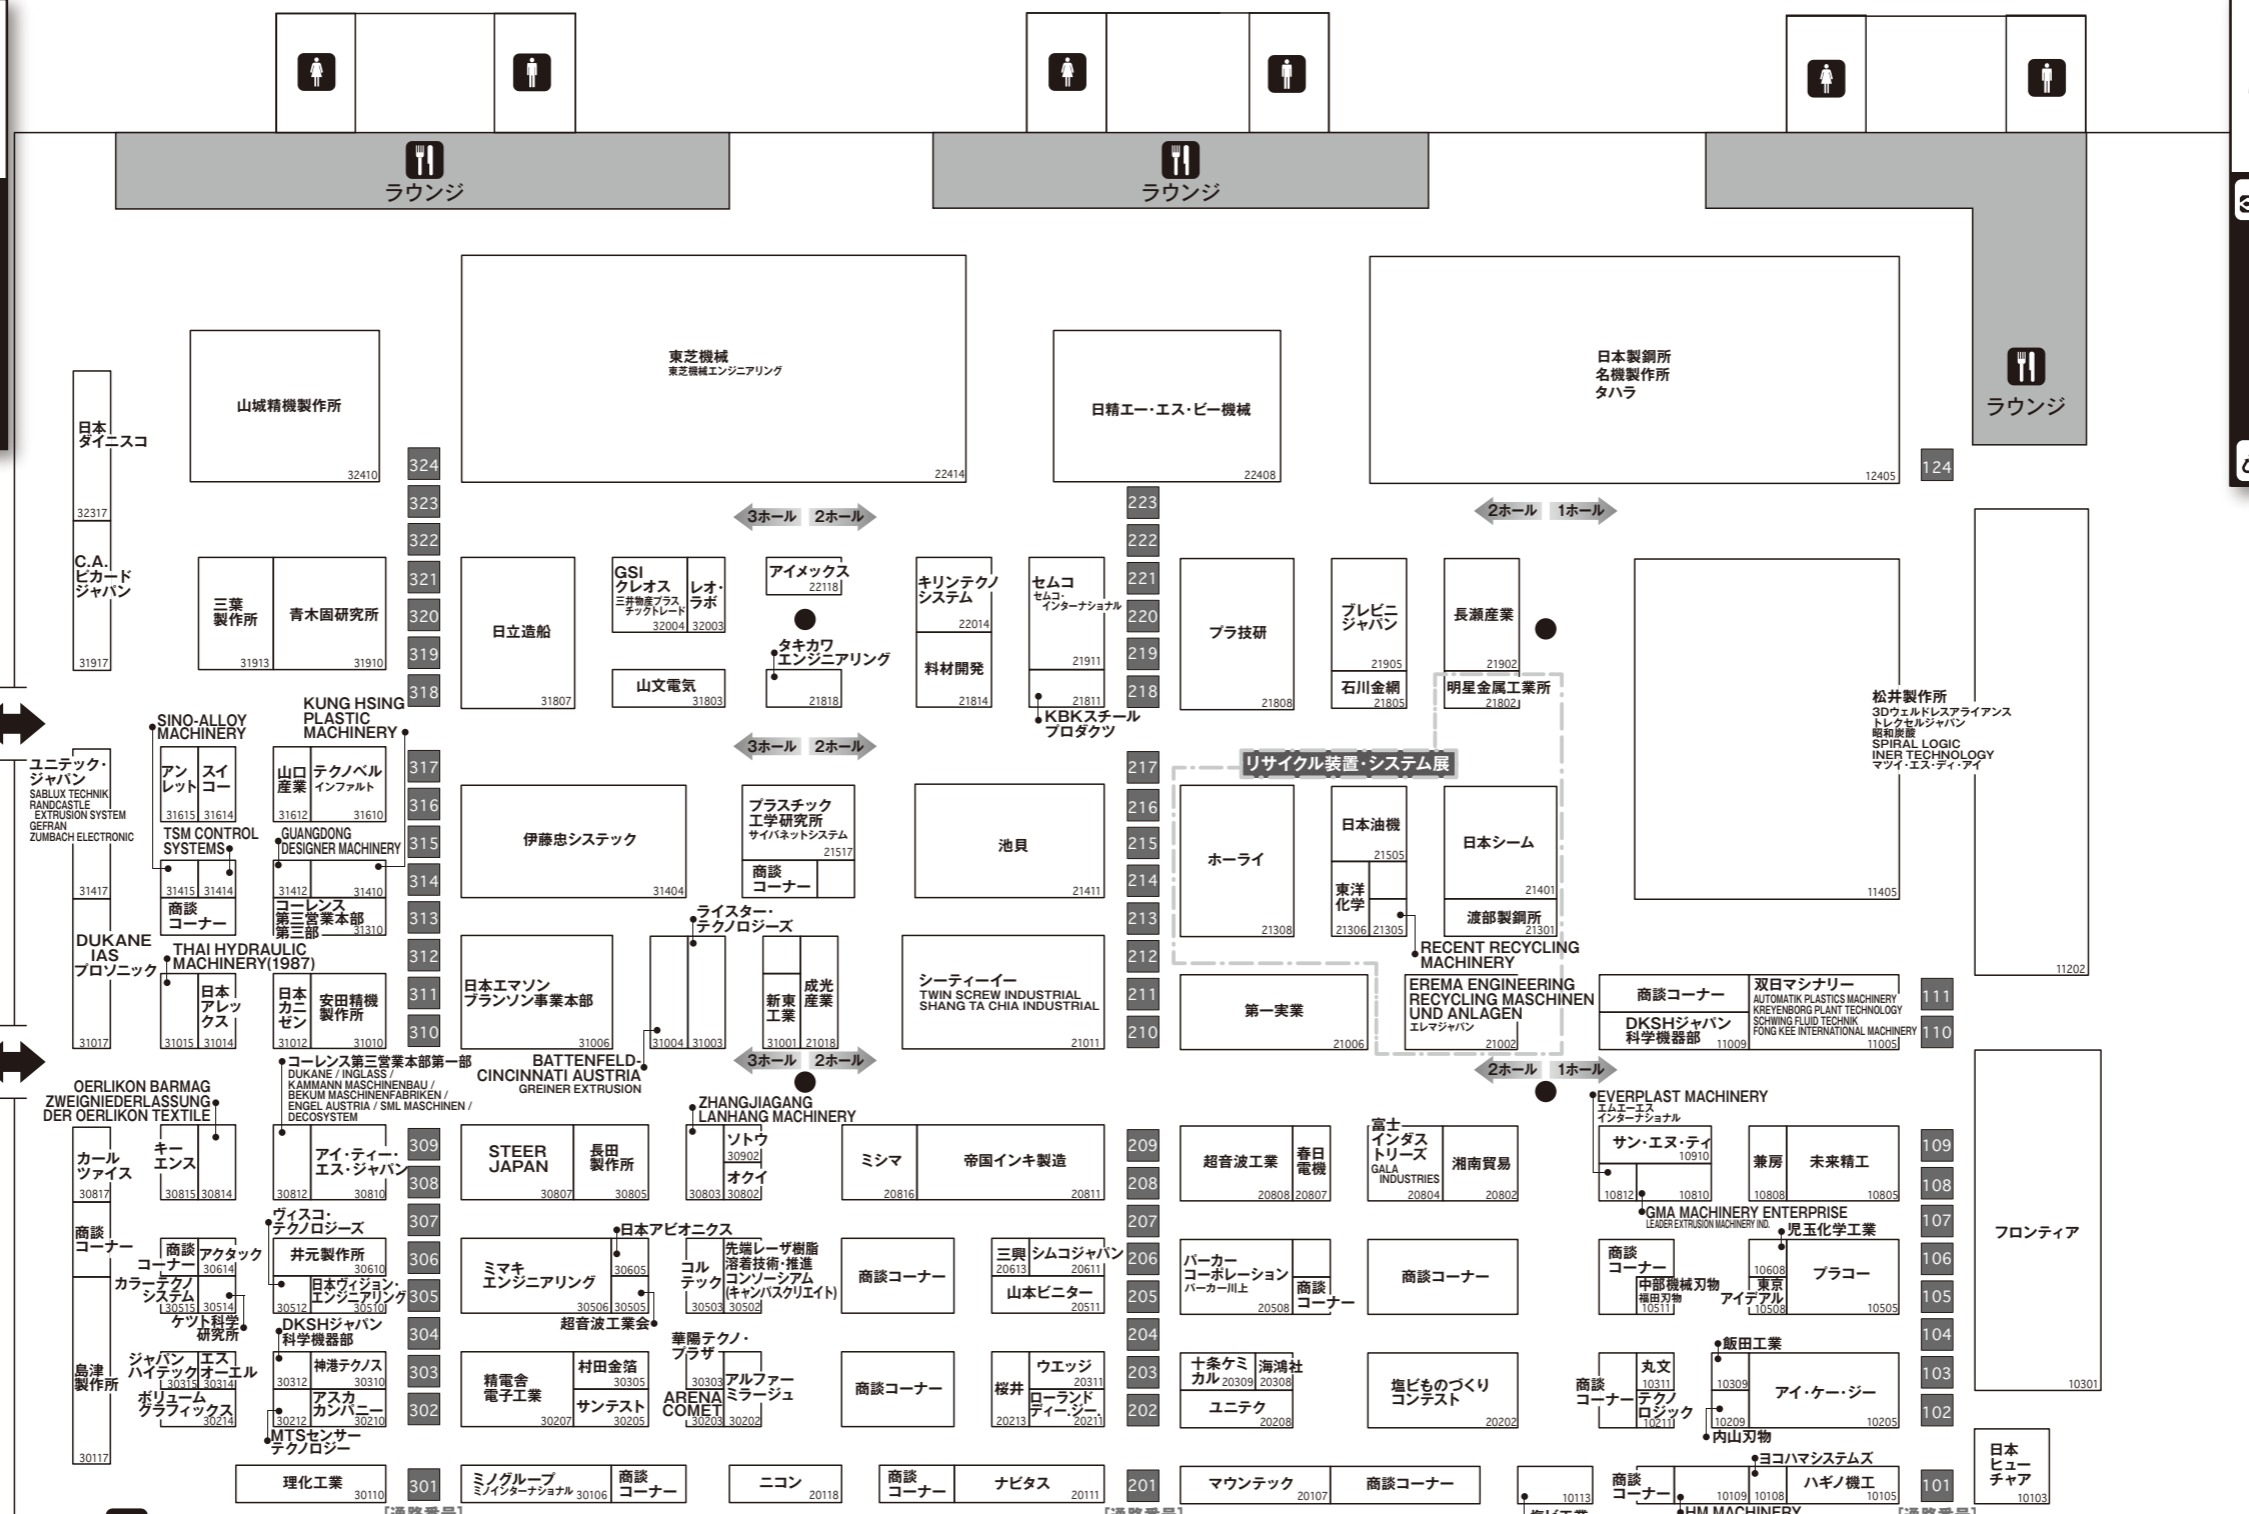 ラウンジ
ラウンジ
ラウンジ
日本
ダイニスコ
32317
山城精機製作所
32410
東芝機械
東芝機械エンジニアリング
22414
日精エー・エス・ビー機械
22408
日本製鋼所
名機製作所
タハラ
12405
324
323
322
321
320
319
318
223
222
221
220
219
218
124
3ホール 2ホール
2ホール 1ホール
C.A.
ピカード
ジャパン
31917
三葉
製作所
31913
青木固研究所
31910
日立造船
31807
GSI
クレオス
三井物産プラス
チックトレード
32004
レオ・
ラボ
32003
アイメックス
22118
山文電気
31803
タキカワ
エンジニアリング
21818
キリンテクノ
システム
22014
料材開発
21814
セムコ
セムコ・
インターナショナル
21911
21811
KBKスチール
プロダクツ
プラ技研
21808
ブレビニ
ジャパン
21905
石川金網
21805
長瀬産業
21902
明星金属工業所
21802
松井製作所
3Dウェルドレスアライアンス
トレクセルジャパン
昭和炭酸
SPIRAL LOGIC
INER TECHNOLOGY
マツイ・エス・ディ・アイ
11405
11202
SINO-ALLOY
MACHINERY
KUNG HSING
PLASTIC
MACHINERY
3ホール 2ホール
リサイクル装置・システム展
ユニテック・
ジャパン
SABLUX TECHNIK
RANDCASTLE
EXTRUSION SYSTEM
GEFRAN
ZUMBACH ELECTRONIC
31417
アン
レット
31615
スイ
コー
31614
山口
産業
31612
テクノベル
インファルト
31610
TSM CONTROL
SYSTEMS
GUANGDONG
DESIGNER MACHINERY
31415
31414
31412
31410
商談
コーナー
コーレンス
第三営業本部
第三部
31310
317
316
315
314
313
312
311
310
伊藤忠システック
31404
プラスチック
工学研究所
サイバネットシステム
21517
商談
コーナー
池貝
21411
217
216
215
214
213
212
211
210
ホーライ
21308
日本油機
21505
東洋
化学
21306
21305
日本シーム
21401
渡部製鋼所
21301
RECENT RECYCLING
MACHINERY
DUKANE
IAS
プロソニック
31017
THAI HYDRAULIC
MACHINERY(1987)
31015
日本
アレッ
クス
31014
日本
カニ
ゼン
31012
安田精機
製作所
31010
日本エマソン
ブランソン事業本部
31006
ライスター・
テクノロジーズ
31004
31003
新東
工業
31001
成光
産業
21018
シーティーイー
TWIN SCREW INDUSTRIAL
SHANG TA CHIA INDUSTRIAL
21011
第一実業
21006
EREMA ENGINEERING
RECYCLING MASCHINEN
UND ANLAGEN
エレマジャパン
21002
商談コーナー
DKSHジャパン
科学機器部
11009
双日マシナリー
AUTOMATIK PLASTICS MACHINERY
KREYENBORG PLANT TECHNOLOGY
SCHWING FLUID TECHNIK
FONG KEE INTERNATIONAL MACHINERY
11005
111
110
BATTENFELD-
CINCINNATI AUSTRIA
GREINER EXTRUSION
3ホール 2ホール
2ホール 1ホール
OERLIKON BARMAG
ZWEIGNIEDERLASSUNG
DER OERLIKON TEXTILE
コーレンス第三営業本部第一部
DUKANE / INGLASS /
KAMMANN MASCHINENBAU /
BEKUM MASCHINENFABRIKEN /
ENGEL AUSTRIA / SML MASCHINEN /
DECOSYSTEM
ZHANGJIAGANG
LANHANG MACHINERY
EVERPLAST MACHINERY
エムエーエス
インターナショナル
カール
ツァイス
30817
キー
エンス
30815
30814
30812
アイ・ティー・
エス・ジャパン
30810
STEER
JAPAN
30807
長田
製作所
30805
30803
ソトウ
30902
オクイ
30802
ミシマ
20816
帝国インキ製造
20811
超音波工業
20808
春日
電機
20807
富士
インダス
トリーズ
GALA
INDUSTRIES
20804
湘南貿易
20802
サン・エヌ・ティ
10910
10812
10810
兼房
10808
未来精工
10805
GMA MACHINERY ENTERPRISE
LEADER EXTRUSION MACHINERY IND.
309
308
307
306
305
304
303
302
301
209
208
207
206
205
204
203
202
201
109
108
107
106
105
104
103
102
101
フロンティア
10301
商談
コーナー
ヴィスコ・
テクノロジーズ
商談
コーナー
アクタック
30614
カラーテクノ
システム
30515
30514
ケツト科学
研究所
井元製作所
30610
30512
日本ヴィジョン・
エンジニアリング
30510
DKSHジャパン
科学機器部
ミマキ
エンジニアリング
30506
日本アビオニクス
30605
30505
超音波工業会
コル
テック
30503
先端レーザ樹脂
溶着技術・推進
コンソーシアム
(キャンパスクリエイト)
30502
商談コーナー
三興
20613
シムコジャパン
20611
山本ビニター
20511
パーカー
コーポレーション
パーカー川上
20508
商談
コーナー
商談コーナー
商談
コーナー
中部機械刃物
福田刃物
10511
児玉化学工業
10608
東京
アイデアル
10508
プラコー
10505
島津
製作所
30117
ジャパン
ハイテック
30315
エス
オーエル
30314
ボリューム
グラフィックス
30214
30312
神港テクノス
30310
30212
アスカ
カンパニー
30210
MTSセンサー
テクノロジー
精電舎
電子工業
30207
村田金箔
30305
サンテスト
30205
華陽テクノ・
プラザ
30303
ARENA
COMET
30203
アルファー
ミラージュ
30202
商談コーナー
桜井
20213
ウエッジ
20311
ローランド
ディー.ジー.
20211
十条ケミ
カル
20309
海鴻社
20308
ユニテク
20208
塩ビものづくり
コンテスト
20202
商談
コーナー
丸文
10311
テクノ
ロジック
10211
飯田工業
10309
10209
内山刃物
アイ・ケー・ジー
10205
理化工業
30110
ミノグループ
ミノインターナショナル
30106
商談
コーナー
ニコン
20118
商談
コーナー
ナビタス
20111
マウンテック
20107
商談コーナー
10113
商談
コーナー
10109
10108
ヨコハマシステムズ
ハギノ機工
10105
日本
ヒュー
チャア
10103
HM MACHINERY
[通路番号]
[通路番号]
[通路番号]